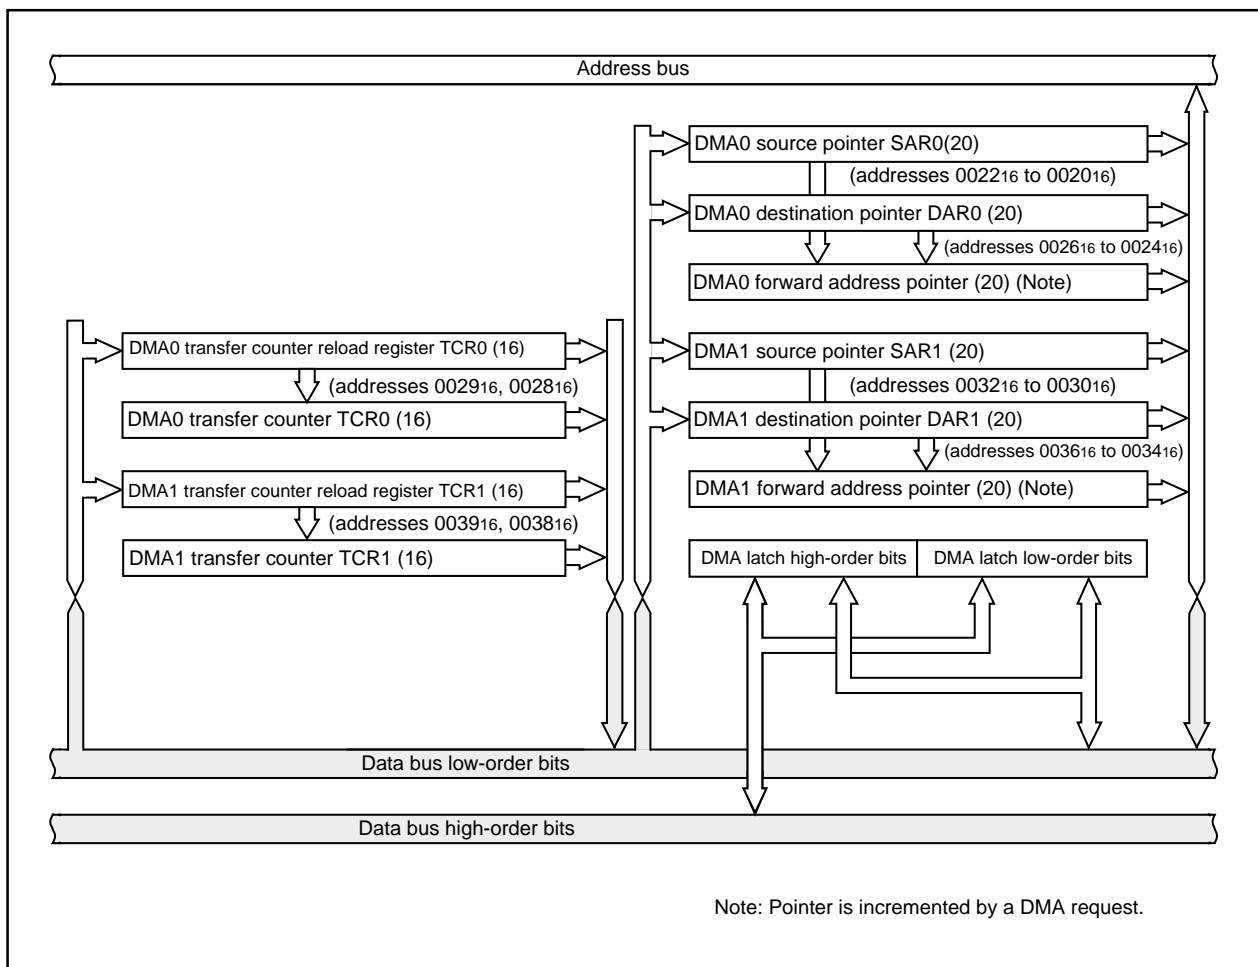 Address bus
DMA0 source pointer SAR0(20)
(addresses 002216 to 002016)
DMA0 destination pointer DAR0 (20)
(addresses 002616 to 002416)
DMA0 forward address pointer (20) (Note)
DMA0 transfer counter reload register TCR0 (16)
(addresses 002916, 002816)
DMA0 transfer counter TCR0 (16)
DMA1 transfer counter reload register TCR1 (16)
(addresses 003916, 003816)
DMA1 transfer counter TCR1 (16)
DMA1 source pointer SAR1 (20)
(addresses 003216 to 003016)
DMA1 destination pointer DAR1 (20)
(addresses 003616 to 003416)
DMA1 forward address pointer (20) (Note)
DMA latch high-order bits
DMA latch low-order bits
Data bus low-order bits
Data bus high-order bits
Note: Pointer is incremented by a DMA request.